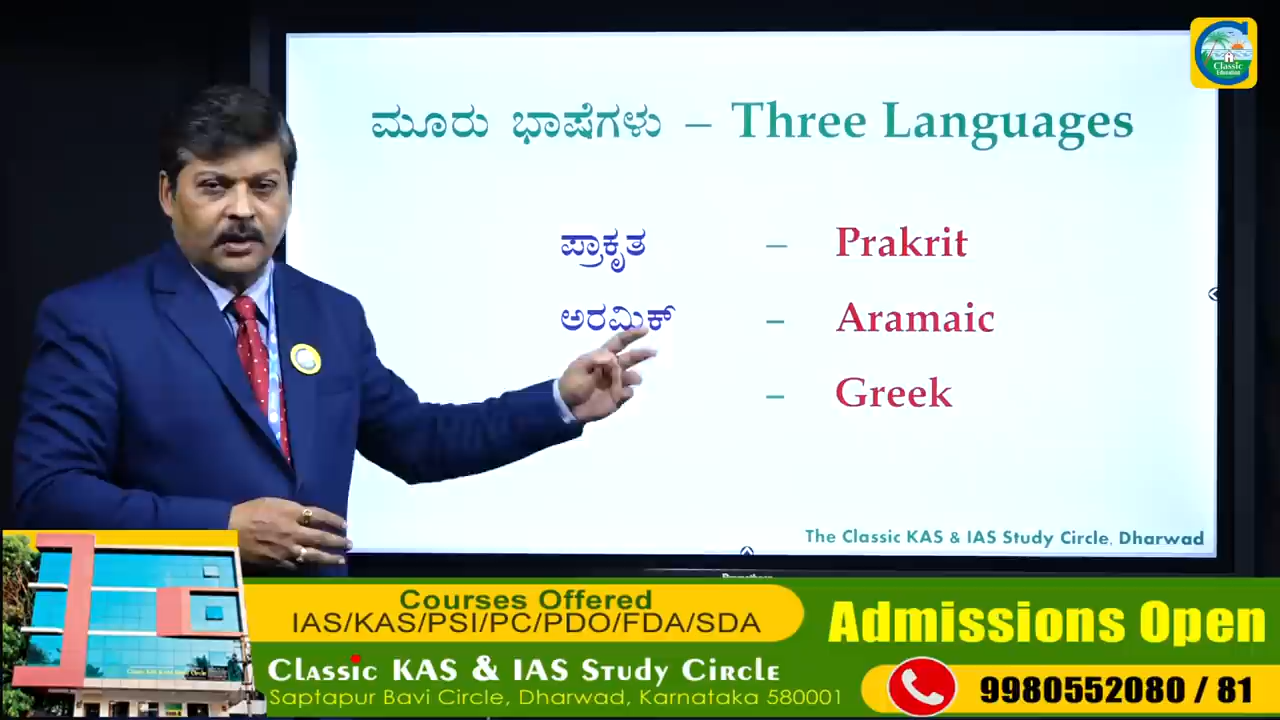 Classic
Education
ಮೂರು ಭಾಷೆಗಳು – Three Languages
ಪ್ರಾಕೃತ – Prakrit
ಅರಮಿಕ್ – Aramaic
– Greek
The Classic KAS & IAS Study Circle, Dharwad
Courses Offered
IAS/KAS/PSI/PC/PDO/FDA/SDA
Admissions Open
Classic KAS & IAS Study Circle
Saptapur Bavi Circle, Dharwad, Karnataka 580001
9980552080 / 81